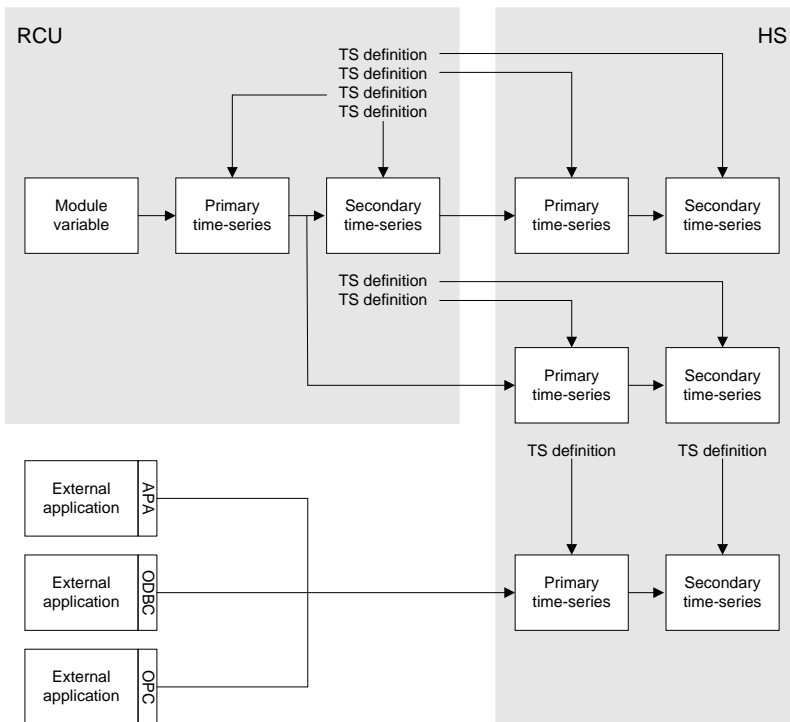 RCU
HS
TS definition
TS definition
TS definition
TS definition
Module
variable
Primary
time-series
Secondary
time-series
Primary
time-series
Secondary
time-series
TS definition
TS definition
Primary
time-series
Secondary
time-series
TS definition
TS definition
External
application
APA
External
application
ODBC
Primary
time-series
Secondary
time-series
External
application
OPC